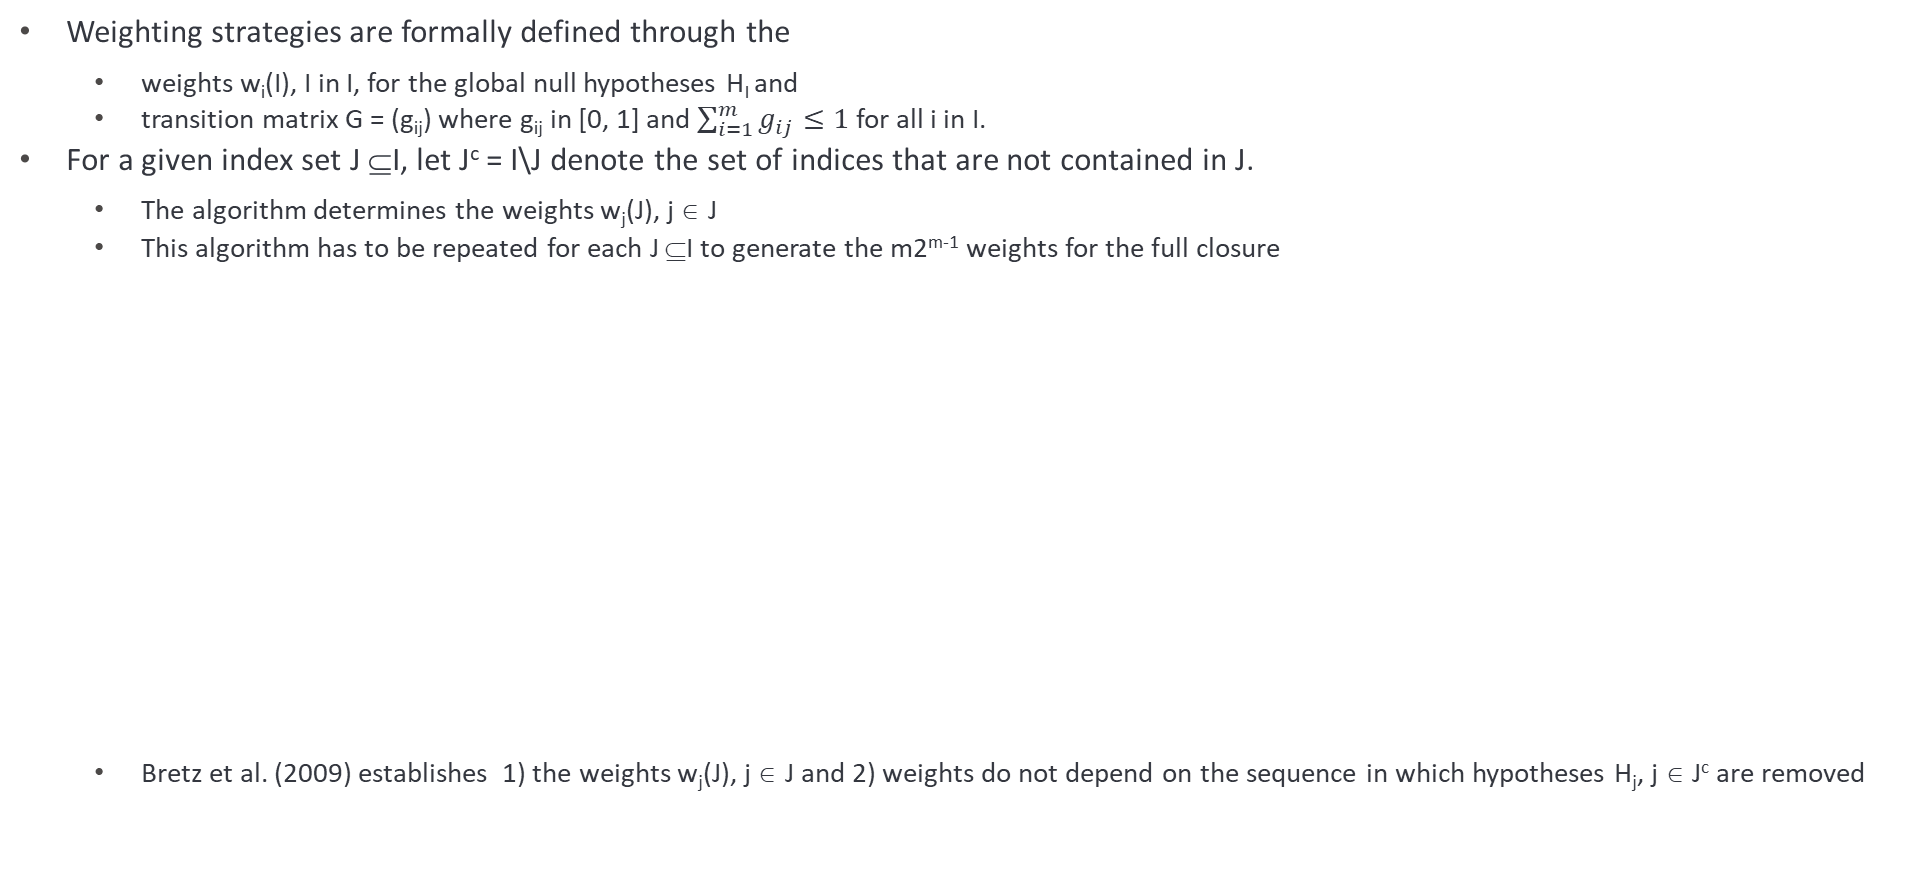 • Weighting strategies are formally defined through the
• weights wᵢ(I), I in I, for the global null hypotheses H_I and
• transition matrix G = (gᵢⱼ) where gᵢⱼ in [0, 1] and ∑_{i=1}^{m} g_{ij} ≤ 1 for all i in I.
• For a given index set J ⊆I, let Jᶜ = I\J denote the set of indices that are not contained in J.
• The algorithm determines the weights wⱼ(J), j ∈ J
• This algorithm has to be repeated for each J ⊆I to generate the m2ᵐ⁻¹ weights for the full closure
• Bretz et al. (2009) establishes 1) the weights wⱼ(J), j ∈ J and 2) weights do not depend on the sequence in which hypotheses Hⱼ, j ∈ Jᶜ are removed